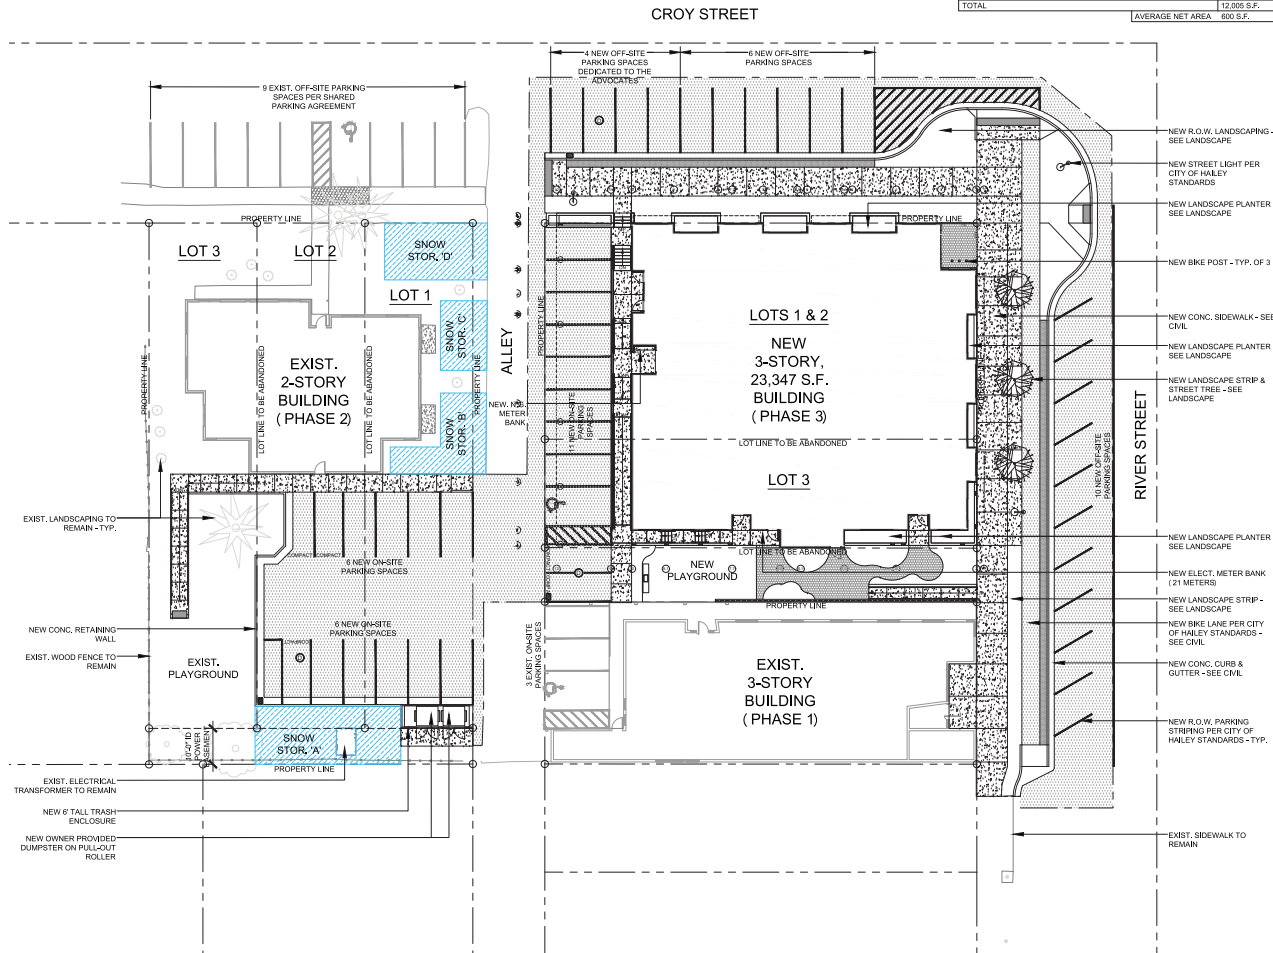 CROY STREET
TOTAL 12,005 S.F.
AVERAGE NET AREA 600 S.F.
4 NEW OFF-SITE
PARKING SPACES
DEDICATED TO THE
ADVOCATES
6 NEW OFF-SITE
PARKING SPACES
9 EXIST. OFF-SITE PARKING
SPACES PER SHARED
PARKING AGREEMENT
NEW R.O.W. LANDSCAPING -
SEE LANDSCAPE
NEW STREET LIGHT PER
CITY OF HAILEY
STANDARDS
NEW LANDSCAPE PLANTER
SEE LANDSCAPE
NEW BIKE POST - TYP. OF 3
NEW CONC. SIDEWALK - SEE
CIVIL
NEW LANDSCAPE PLANTER
SEE LANDSCAPE
NEW LANDSCAPE STRIP &
STREET TREE - SEE
LANDSCAPE
RIVER STREET
10 NEW OFF-SITE
PARKING SPACES
NEW LANDSCAPE PLANTER
SEE LANDSCAPE
NEW ELECT. METER BANK
(21 METERS)
NEW LANDSCAPE STRIP -
SEE LANDSCAPE
NEW BIKE LANE PER CITY
OF HAILEY STANDARDS -
SEE CIVIL
NEW CONC. CURB &
GUTTER - SEE CIVIL
NEW R.O.W. PARKING
STRIPING PER CITY OF
HAILEY STANDARDS - TYP.
EXIST. SIDEWALK TO
REMAIN
PROPERTY LINE
LOT 3
LOT 2
LOT 1
SNOW
STOR. 'D'
SNOW
STOR. 'C'
SNOW
STOR. 'B'
PROPERTY LINE
PROPERTY LINE
LOT LINE TO BE ABANDONED
LOT LINE TO BE ABANDONED
EXIST.
2-STORY
BUILDING
( PHASE 2)
ALLEY
PROPERTY LINE
PROPERTY LINE
NEW. N.G.
METER
BANK
11 NEW ON-SITE
PARKING
SPACES
LOTS 1 & 2
NEW
3-STORY,
23,347 S.F.
BUILDING
( PHASE 3)
DN
LOT LINE TO BE ABANDONED
LOT 3
LOT LINE TO BE ABANDONED
NEW
PLAYGROUND
PROPERTY LINE
COMPACT
EXIST. LANDSCAPING TO
REMAIN - TYP.
COMPACT COMPACT
6 NEW ON-SITE
PARKING SPACES
6 NEW ON-SITE
PARKING SPACES
COMPACT
NEW CONC. RETAINING
WALL
EXIST. WOOD FENCE TO
REMAIN
EXIST.
PLAYGROUND
3 EXIST. ON-SITE
PARKING SPACES
EXIST.
3-STORY
BUILDING
( PHASE 1)
10'-0" ID
POWER
EASEMENT
SNOW
STOR. 'A'
PROPERTY LINE
EXIST. ELECTRICAL
TRANSFORMER TO REMAIN
NEW 6' TALL TRASH
ENCLOSURE
NEW OWNER PROVIDED
DUMPSTER ON PULL-OUT
ROLLER